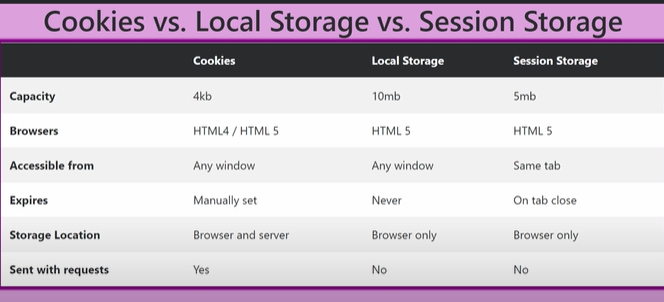 Cookies vs. Local Storage vs. Session Storage
Cookies Local Storage Session Storage
Capacity 4kb 10mb 5mb
Browsers HTML4 / HTML 5 HTML 5 HTML 5
Accessible from Any window Any window Same tab
Expires Manually set Never On tab close
Storage Location Browser and server Browser only Browser only
Sent with requests Yes No No